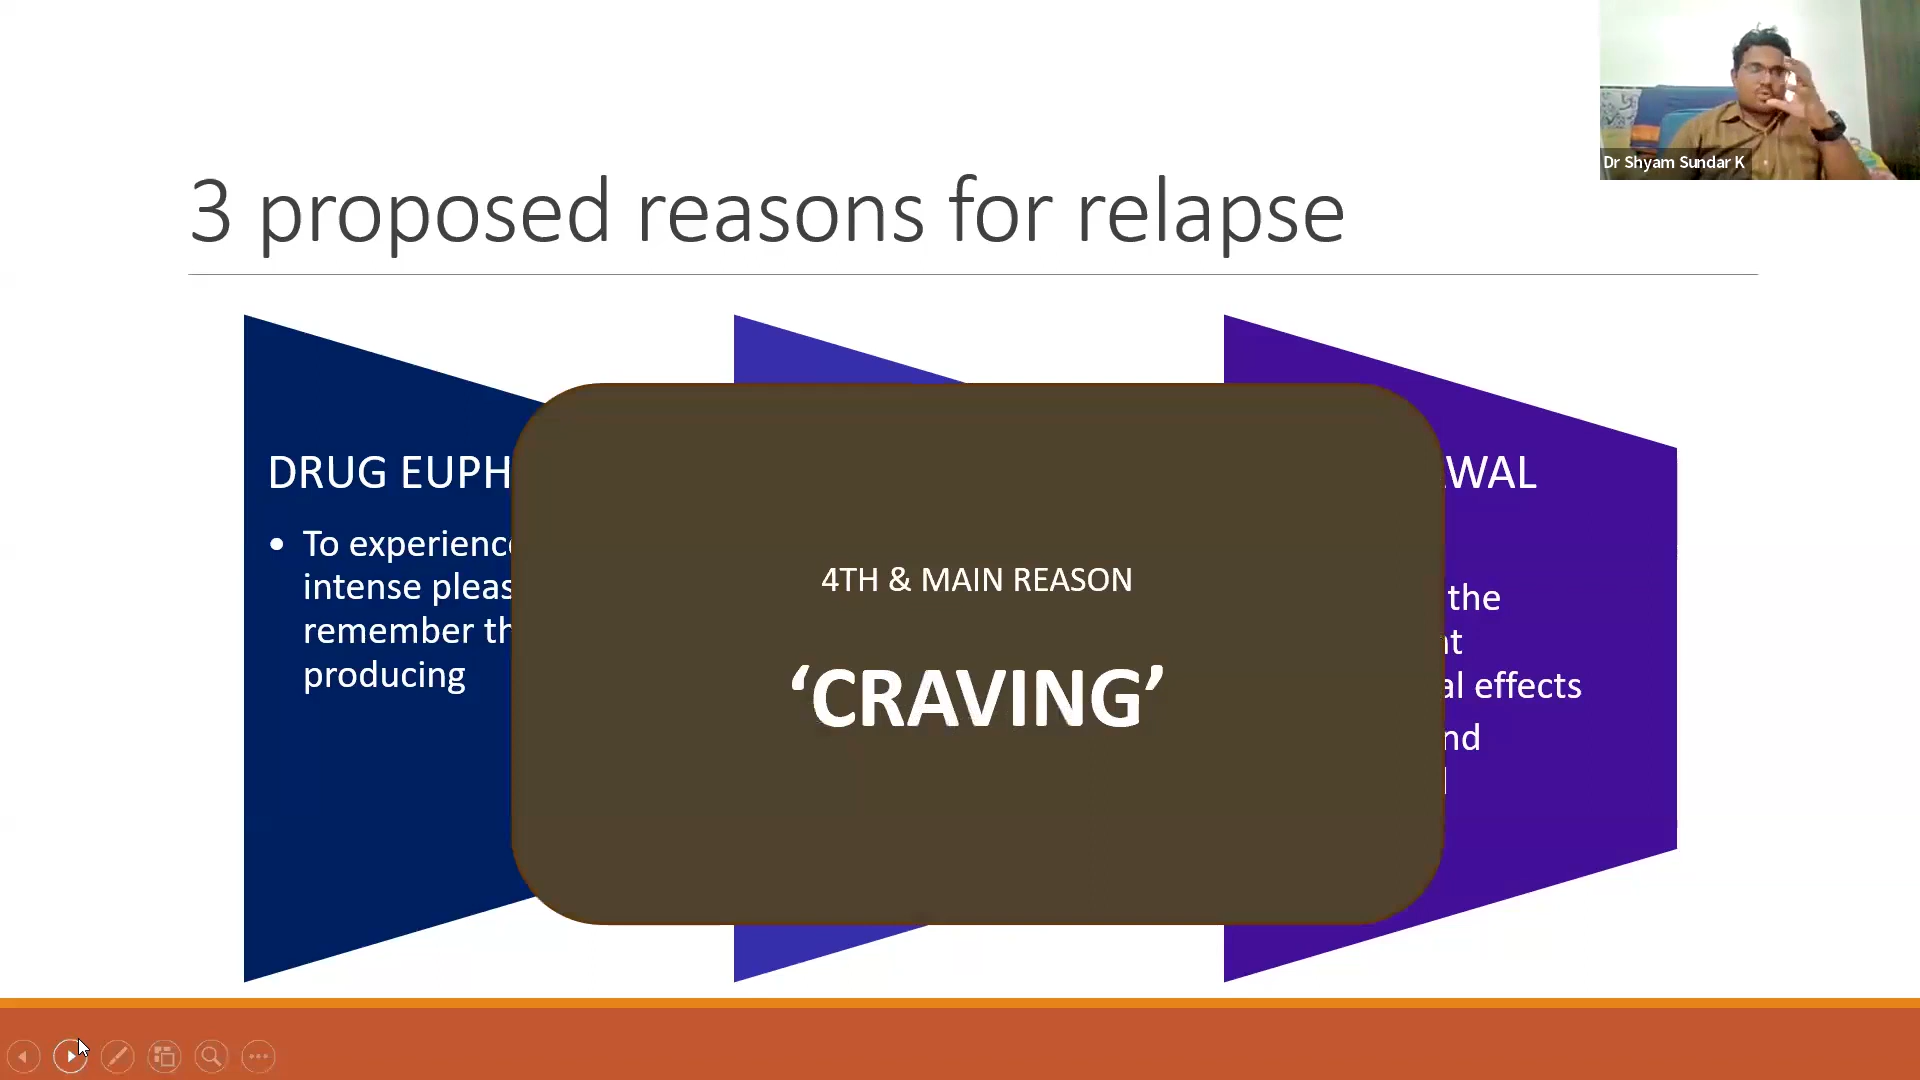 Dr Shyam Sundar K
3 proposed reasons for relapse
DRUG EUPH
• To experience
intense pleas
remember th
producing
4TH & MAIN REASON
‘CRAVING’
WAL
the
nt
al effects
nd